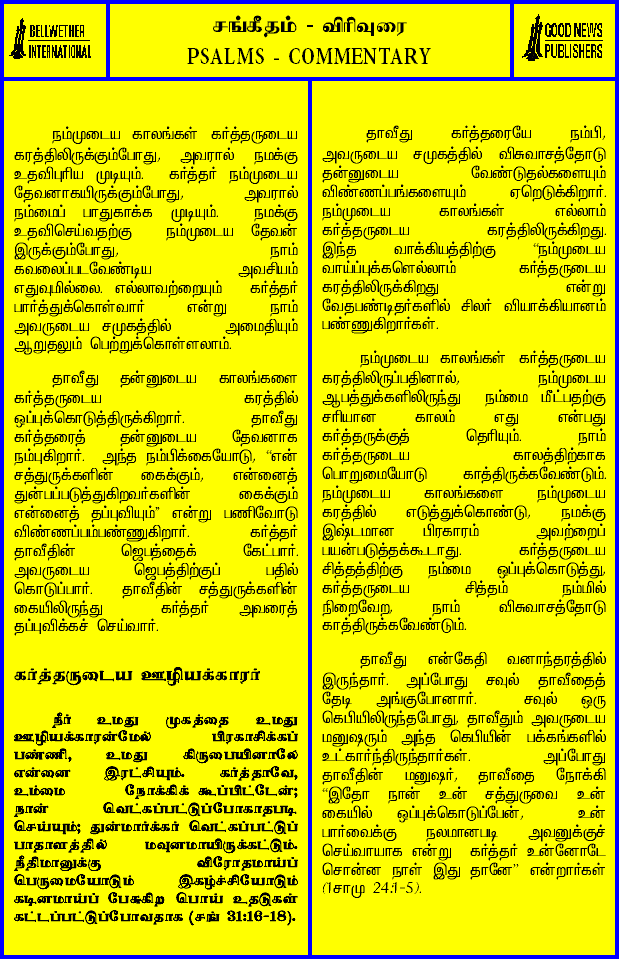 BELLWETHER
INTERNATIONAL
சங்கீதம் - விரிவுரை
PSALMS - COMMENTARY
GOOD NEWS
PUBLISHERS
நம்முடைய காலங்கள் கர்த்தருடைய
கரத்திலிருக்கும்போது, அவரால் நமக்கு
உதவிபுரிய முடியும். கர்த்தர் நம்முடைய
தேவனாகயிருக்கும்போது, அவரால்
நம்மைப் பாதுகாக்க முடியும். நமக்கு
உதவிசெய்வதற்கு நம்முடைய தேவன்
இருக்கும்போது, நாம்
கவலைப்படவேண்டிய அவசியம்
எதுவுமில்லை. எல்லாவற்றையும் கர்த்தர்
பார்த்துக்கொள்வார் என்று நாம்
அவருடைய சமுகத்தில் அமைதியும்
ஆறுதலும் பெற்றுக்கொள்ளலாம்.
தாவீது தன்னுடைய காலங்களை
கர்த்தருடைய கரத்தில்
ஒப்புக்கொடுத்திருக்கிறார். தாவீது
கர்த்தரைத் தன்னுடைய தேவனாக
நம்புகிறார். அந்த நம்பிக்கையோடு, "என்
சத்துருக்களின் கைக்கும், என்னைத்
துன்பப்படுத்துகிறவர்களின் கைக்கும்
என்னைத் தப்புவியும்" என்று பணிவோடு
விண்ணப்பம்பண்ணுகிறார். கர்த்தர்
தாவீதின் ஜெபத்தைக் கேட்பார்.
அவருடைய ஜெபத்திற்குப் பதில்
கொடுப்பார். தாவீதின் சத்துருக்களின்
கையிலிருந்து கர்த்தர் அவரைத்
தப்புவிக்கச் செய்வார்.
கர்த்தருடைய ஊழியக்காரர்
நீர் உமது முகத்தை உமது
ஊழியக்காரன்மேல் பிரகாசிக்கப்
பண்ணி, உமது கிருபையினாலே
என்னை இரட்சியும். கர்த்தாவே,
உம்மை நோக்கிக் கூப்பிட்டேன்;
நான் வெட்கப்பட்டுப்போகாதபடி
செய்யும்; துன்மார்க்கர் வெட்கப்பட்டுப்
பாதாளத்தில் மவுனமாயிருக்கட்டும்.
நீதிமானுக்கு விரோதமாய்ப்
பெருமையோடும் இகழ்ச்சியோடும்
கடினமாய்ப் பேசுகிற பொய் உதடுகள்
கட்டப்பட்டுப்போவதாக (சங் 31:16-18).
தாவீது கர்த்தரையே நம்பி,
அவருடைய சமுகத்தில் விசுவாசத்தோடு
தன்னுடைய வேண்டுதல்களையும்
விண்ணப்பங்களையும் ஏறெடுக்கிறார்.
நம்முடைய காலங்கள் எல்லாம்
கர்த்தருடைய கரத்திலிருக்கிறது.
இந்த வாக்கியத்திற்கு "நம்முடைய
வாய்ப்புக்களெல்லாம் கர்த்தருடைய
கரத்திலிருக்கிறது என்று
வேதபண்டிதர்களில் சிலர் வியாக்கியானம்
பண்ணுகிறார்கள்.
நம்முடைய காலங்கள் கர்த்தருடைய
கரத்திலிருப்பதினால், நம்முடைய
ஆபத்துக்களிலிருந்து நம்மை மீட்பதற்கு
சரியான காலம் எது என்பது
கர்த்தருக்குத் தெரியும். நாம்
கர்த்தருடைய காலத்திற்காக
பொறுமையோடு காத்திருக்கவேண்டும்.
நம்முடைய காலங்களை நம்முடைய
கரத்தில் எடுத்துக்கொண்டு, நமக்கு
இஷ்டமான பிரகாரம் அவற்றைப்
பயன்படுத்தக்கூடாது. கர்த்தருடைய
சித்தத்திற்கு நம்மை ஒப்புக்கொடுத்து,
கர்த்தருடைய சித்தம் நம்மில்
நிறைவேற, நாம் விசுவாசத்தோடு
காத்திருக்கவேண்டும்.
தாவீது என்கேதி வனாந்தரத்தில்
இருந்தார். அப்போது சவுல் தாவீதைத்
தேடி அங்குபோனார். சவுல் ஒரு
கெபியிலிருந்தபோது, தாவீதும் அவருடைய
மனுஷரும் அந்த கெபியின் பக்கங்களில்
உட்கார்ந்திருந்தார்கள். அப்போது
தாவீதின் மனுஷர், தாவீதை நோக்கி
"இதோ நான் உன் சத்துருவை உன்
கையில் ஒப்புக்கொடுப்பேன், உன்
பார்வைக்கு நலமானபடி அவனுக்குச்
செய்வாயாக என்று கர்த்தர் உன்னோடே
சொன்ன நாள் இது தானே" என்றார்கள்
(1சாமு 24:1-5).